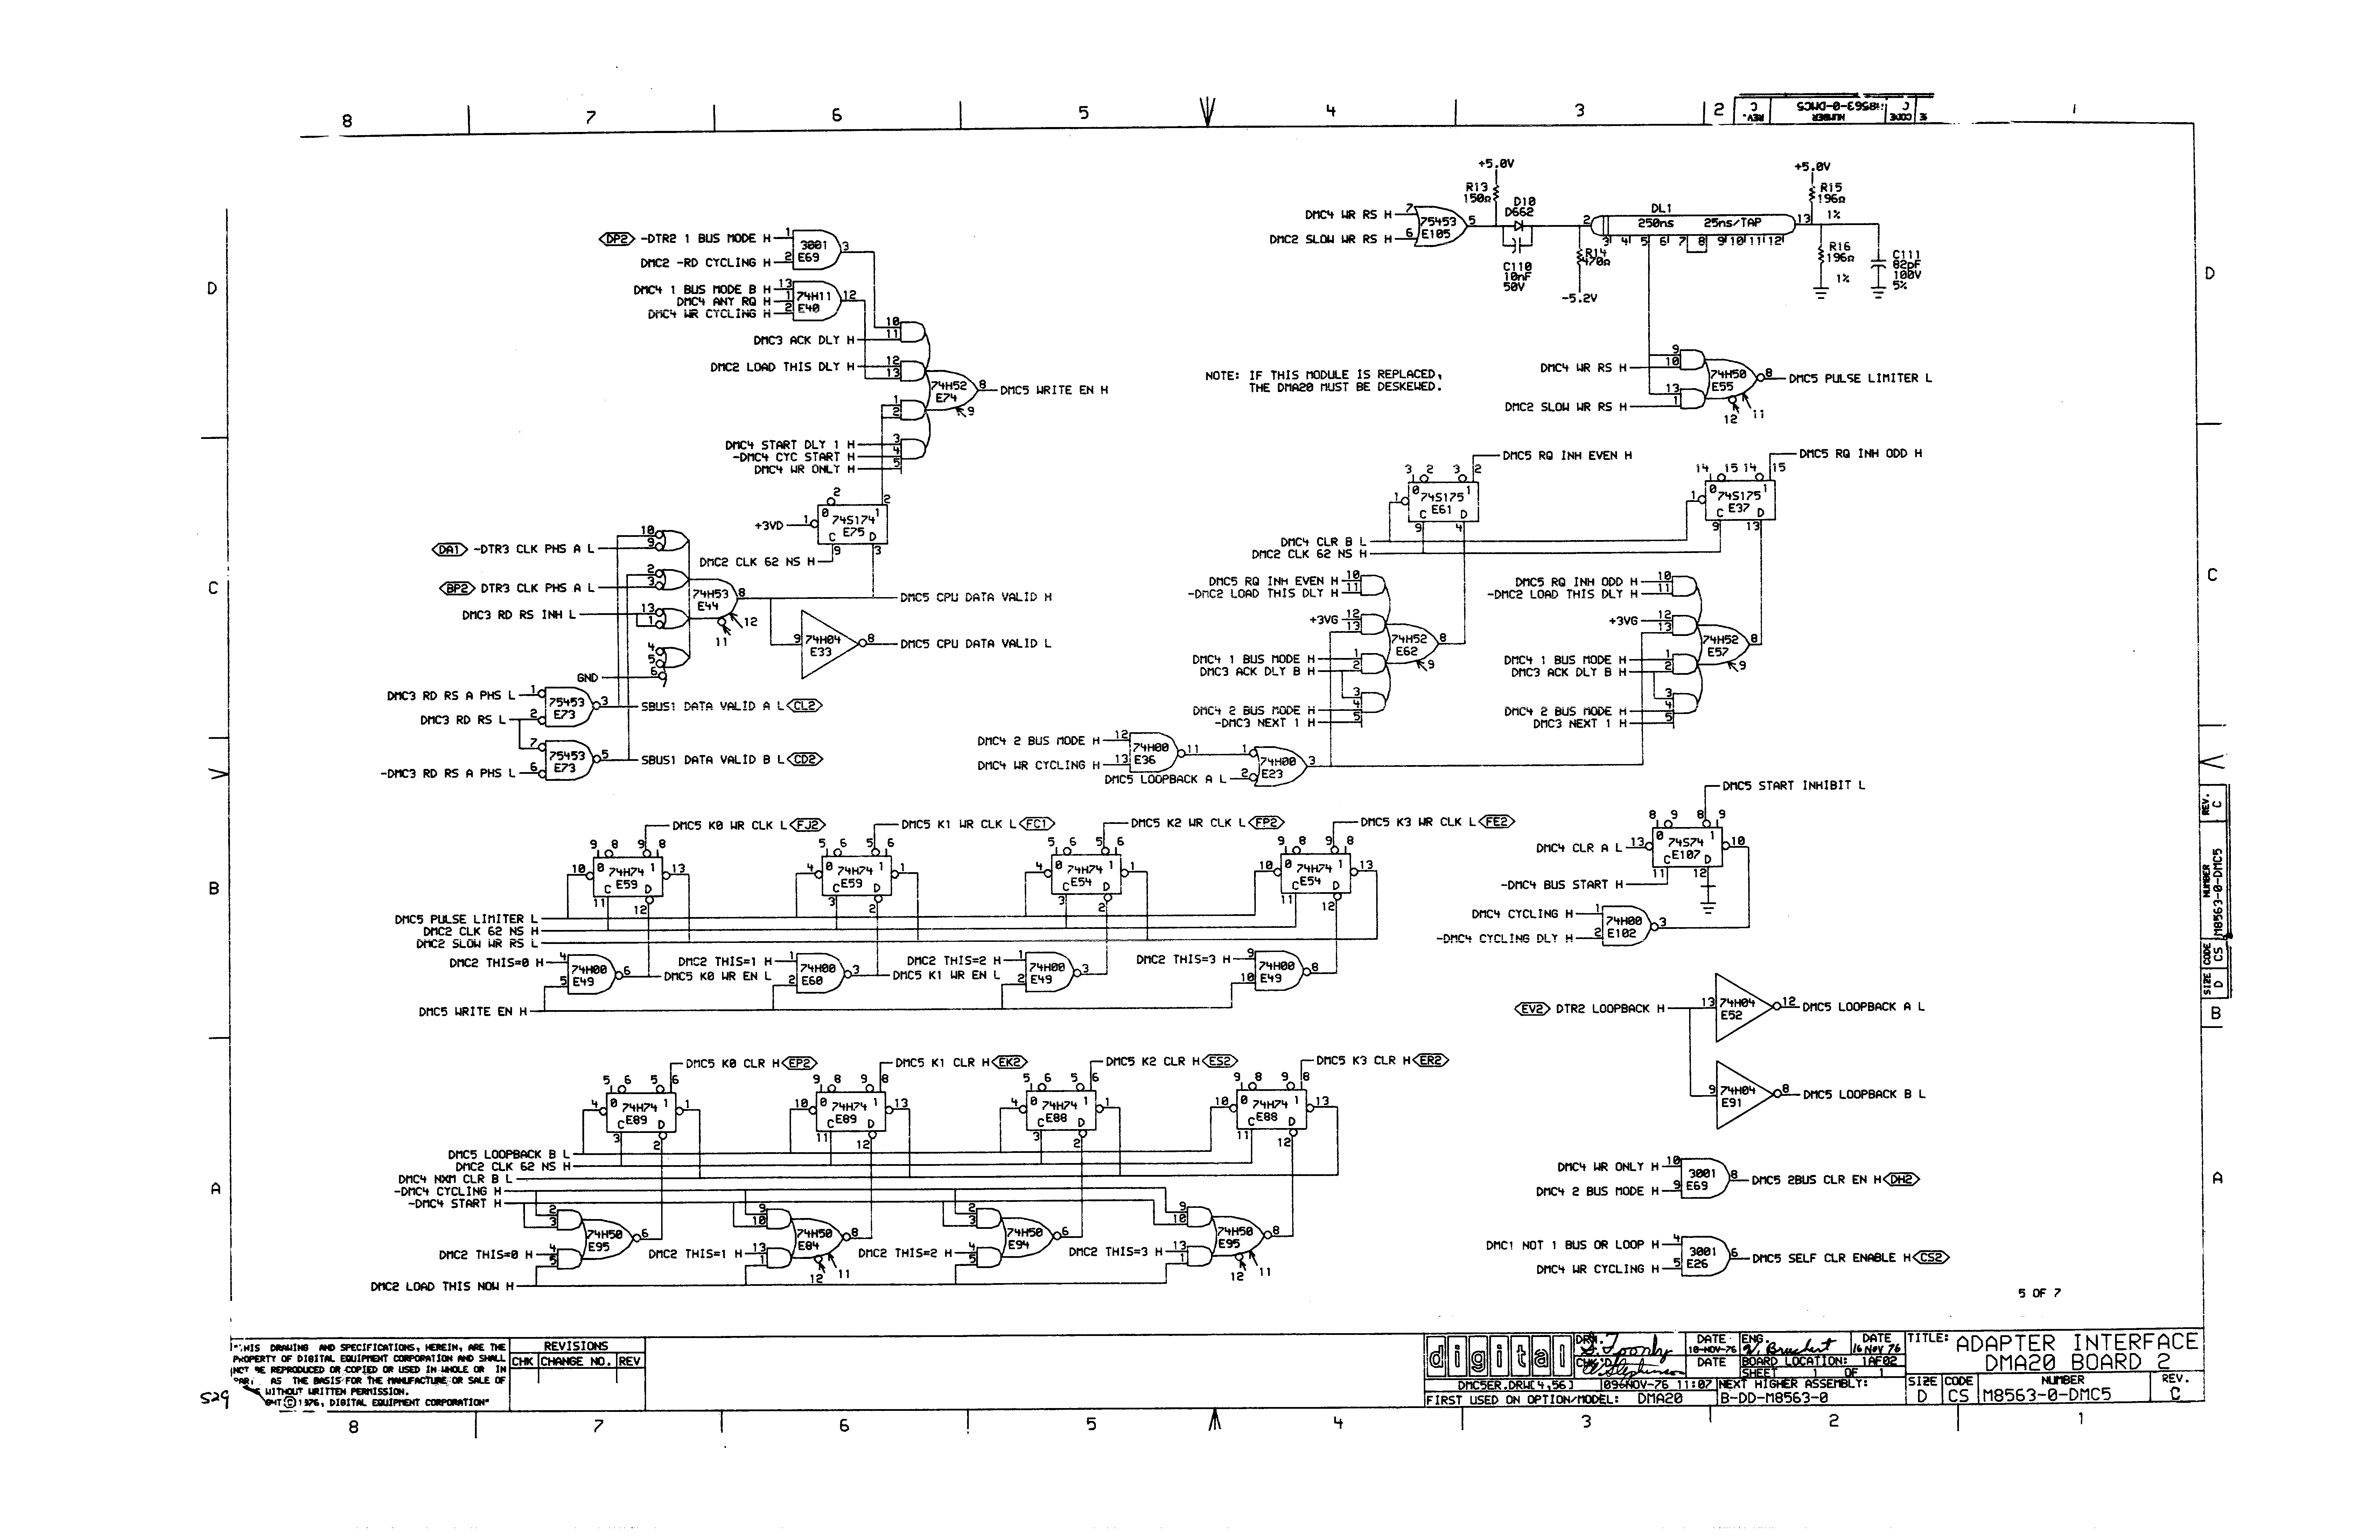 8 7 6 5 4 3 2 1
REV. C NUMBER M8563-0-DMC5 CODE SIZE
D
C
B
A
<DP2> -DTR2 1 BUS MODE H 1
DMC2 -RD CYCLING H 2
3001 E69 3
DMC4 1 BUS MODE B H 13
DMC4 ANY RQ H 1
DMC4 WR CYCLING H 2
74H11 E40 12
DMC3 ACK DLY H
10 11
DMC2 LOAD THIS DLY H
12 13
1 2
DMC4 START DLY 1 H 3
-DMC4 CYC START H 4
DMC4 WR ONLY H 5
74H52 E74 8 9
DMC5 WRITE EN H
+3VD 1
2 2
0 74S174 1
E75
C D
9 3
DMC2 CLK 62 NS H
<DA1> -DTR3 CLK PHS A L
10 9
<BP2> DTR3 CLK PHS A L
2 3
DMC3 RD RS INH L
13 1
4 5
GND 6
74H53 E44 8 12 11
DMC5 CPU DATA VALID H
9 74H04 E33 8
DMC5 CPU DATA VALID L
DMC3 RD RS A PHS L 1
DMC3 RD RS L 2
75453 E73 3
SBUS1 DATA VALID A L <CL2>
7
-DMC3 RD RS A PHS L 6
75453 E73 5
SBUS1 DATA VALID B L <CD2>
+5.0V
R13 150Ω
DMC4 WR RS H 7
DMC2 SLOW WR RS H 6
75453 E105 5
D10 D662
C110 10nF 50V
R14 470Ω
-5.2V
DL1
2 250ns 25ns/TAP 13
3 4 5 6 7 8 9 10 11 12
+5.0V
R15 196Ω 1%
R16 196Ω 1%
C111 82pF 100V 5%
NOTE: IF THIS MODULE IS REPLACED,
THE DMA20 MUST BE DESKEWED.
DMC4 WR RS H
9 10
DMC2 SLOW WR RS H
13 1
74H50 E55 8 12 11
DMC5 PULSE LIMITER L
DMC5 RQ INH EVEN H
3 2 3 2
1 0 74S175 1
E61
C D
9 4
DMC5 RQ INH ODD H
14 15 14 15
1 0 74S175 1
E37
C D
9 13
DMC4 CLR B L
DMC2 CLK 62 NS H
DMC5 RQ INH EVEN H 10
-DMC2 LOAD THIS DLY H 11
+3VG 12
13
DMC4 1 BUS MODE H 1
DMC3 ACK DLY B H 2
3
DMC4 2 BUS MODE H 4
-DMC3 NEXT 1 H 5
74H52 E62 8 9
DMC5 RQ INH ODD H 10
-DMC2 LOAD THIS DLY H 11
+3VG 12
13
DMC4 1 BUS MODE H 1
DMC3 ACK DLY B H 2
3
DMC4 2 BUS MODE H 4
DMC3 NEXT 1 H 5
74H52 E57 8 9
DMC4 2 BUS MODE H 12
DMC4 WR CYCLING H 13
74H00 E36 11
1
DMC5 LOOPBACK A L 2
74H00 E23 3
DMC5 K0 WR CLK L <FJ2>
9 8 9 8
10 0 74H74 1 13
C E59 D
11 12
DMC5 K1 WR CLK L <FC1>
5 6 5 6
4 0 74H74 1 1
C E59 D
3 2
DMC5 K2 WR CLK L <FP2>
5 6 5 6
4 0 74H74 1 1
C E54 D
3 2
DMC5 K3 WR CLK L <FE2>
9 8 9 8
10 0 74H74 1 13
C E54 D
11 12
DMC5 PULSE LIMITER L
DMC2 CLK 62 NS H
DMC2 SLOW WR RS L
DMC2 THIS=0 H 4
5 74H00 E49 6
DMC5 K0 WR EN L
DMC2 THIS=1 H 1
2 74H00 E60 3
DMC5 K1 WR EN L
DMC2 THIS=2 H 1
2 74H00 E49 3
DMC2 THIS=3 H 9
10 74H00 E49 8
DMC5 WRITE EN H
DMC5 START INHIBIT L
8 9 8 9
DMC4 CLR A L 13
74S74 10
C E107 D
11 12
-DMC4 BUS START H
DMC4 CYCLING H 1
-DMC4 CYCLING DLY H 2
74H00 E102 3
<EV2> DTR2 LOOPBACK H
13 74H04 E52 12
DMC5 LOOPBACK A L
9 74H04 E91 8
DMC5 LOOPBACK B L
DMC5 K0 CLR H <EP2>
5 6 5 6
4 0 74H74 1 1
C E89 D
3 2
DMC5 K1 CLR H <EK2>
9 8 9 8
10 0 74H74 1 13
C E89 D
11 12
DMC5 K2 CLR H <ES2>
5 6 5 6
4 0 74H74 1 1
C E88 D
3 2
DMC5 K3 CLR H <ER2>
9 8 9 8
10 0 74H74 1 13
C E88 D
11 12
DMC5 LOOPBACK B L
DMC2 CLK 62 NS H
DMC4 NXM CLR B L
-DMC4 CYCLING H
-DMC4 START H
2 3
DMC2 THIS=0 H 4
5
74H50 E95 6
9 10
DMC2 THIS=1 H 13
1
74H50 E84 8 12 11
2 3
DMC2 THIS=2 H 4
5
74H50 E94 6
9 10
DMC2 THIS=3 H 13
1
74H50 E95 8 12 11
DMC2 LOAD THIS NOW H
DMC4 WR ONLY H 10
DMC4 2 BUS MODE H 9
3001 E69 8
DMC5 2BUS CLR EN H <DH2>
DMC1 NOT 1 BUS OR LOOP H 4
DMC4 WR CYCLING H 5
3001 E26 6
DMC5 SELF CLR ENABLE H <CS2>
5 OF 7
D
C
REV. C
NUMBER M8563-0-DMC5
CODE CS
SIZE D
B
A
THIS DRAWING AND SPECIFICATIONS, HEREIN, ARE THE
PROPERTY OF DIGITAL EQUIPMENT CORPORATION AND SHALL
NOT BE REPRODUCED OR COPIED OR USED IN WHOLE OR IN
PART AS THE BASIS FOR THE MANUFACTURE OR SALE OF
WITHOUT WRITTEN PERMISSION.
© 1976, DIGITAL EQUIPMENT CORPORATION"
529
REVISIONS
CHK CHANGE NO. REV
digital
DRN. DATE 10-NOV-76 ENG. DATE 16 NOV 76
CHK'D DATE BOARD LOCATION: 1AF02
SHEET 1 OF 1
DMC5ER.DRW[4,56] 09-NOV-76 11:07 NEXT HIGHER ASSEMBLY:
FIRST USED ON OPTION/MODEL: DMA20 B-DD-M8563-0
TITLE: ADAPTER INTERFACE
DMA20 BOARD 2
SIZE CODE NUMBER REV.
D CS M8563-0-DMC5 C
8 7 6 5 4 3 2 1